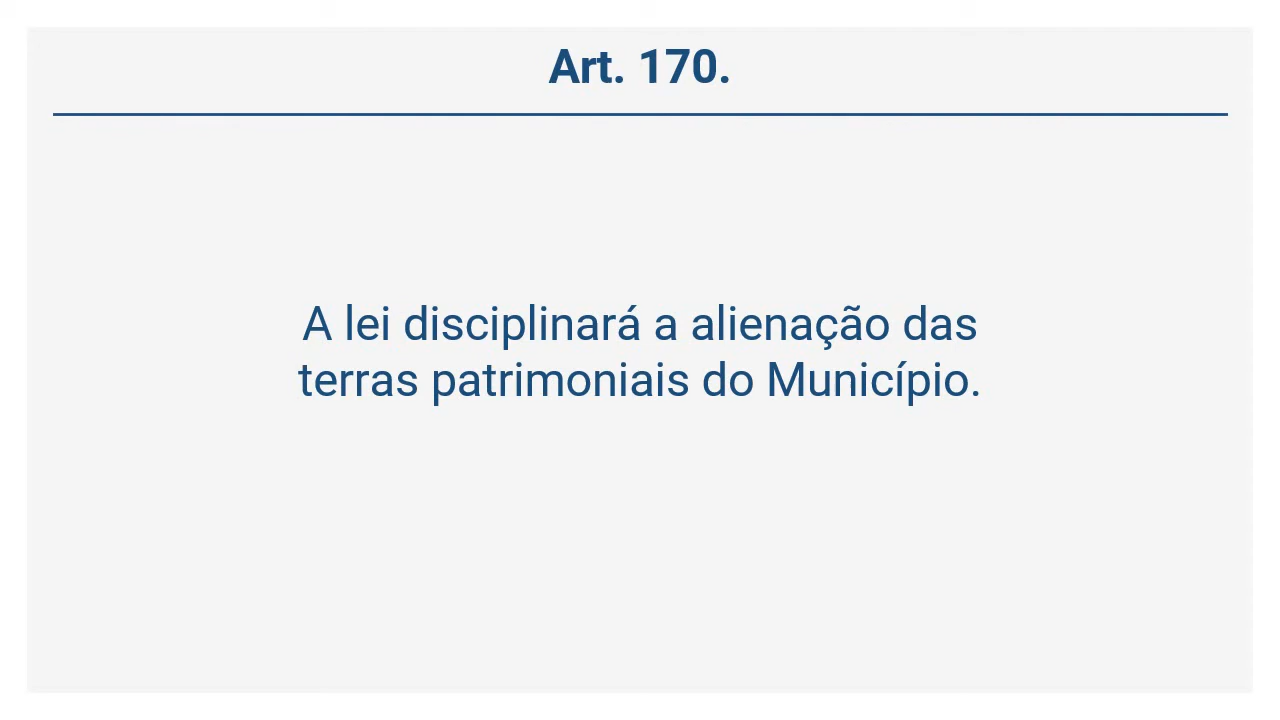 Art. 170.
A lei disciplinará a alienação das
terras patrimoniais do Município.